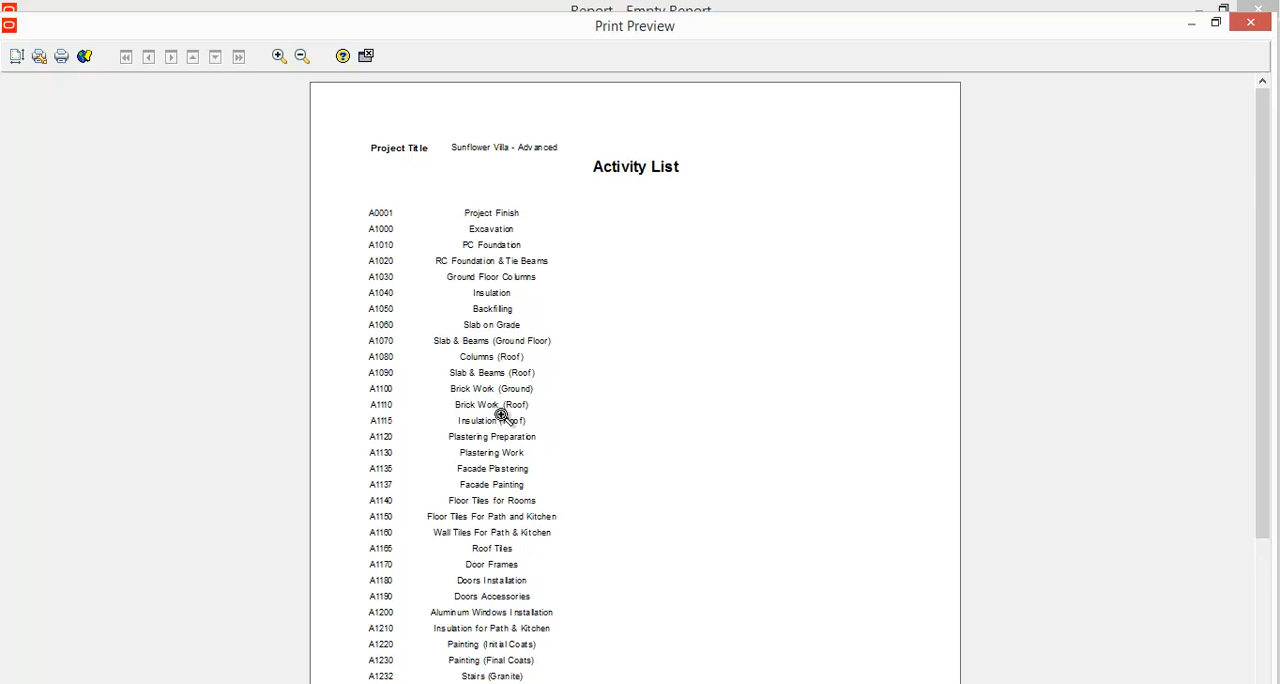 Report - Empty Report
Print Preview
Project Title Sunflower Villa - Advanced
Activity List
A0001 Project Finish
A1000 Excavation
A1010 PC Foundation
A1020 RC Foundation & Tie Beams
A1030 Ground Floor Columns
A1040 Insulation
A1050 Backfilling
A1060 Slab on Grade
A1070 Slab & Beams (Ground Floor)
A1080 Columns (Roof)
A1090 Slab & Beams (Roof)
A1100 Brick Work (Ground)
A1110 Brick Work (Roof)
A1115 Insulation (Roof)
A1120 Plastering Preparation
A1130 Plastering Work
A1135 Facade Plastering
A1137 Facade Painting
A1140 Floor Tiles for Rooms
A1150 Floor Tiles For Path and Kitchen
A1160 Wall Tiles For Path & Kitchen
A1165 Roof Tiles
A1170 Door Frames
A1180 Doors Installation
A1190 Doors Accessories
A1200 Aluminum Windows Installation
A1210 Insulation for Path & Kitchen
A1220 Painting (Initial Coats)
A1230 Painting (Final Coats)
A1232 Stairs (Granite)